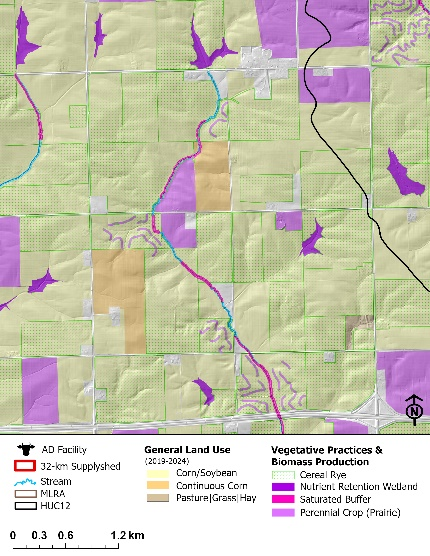 N
AD Facility
32-km Supplyshed
Stream
MLRA
HUC12
General Land Use
(2019-2024)
Corn/Soybean
Continuous Corn
Pasture|Grass|Hay
Vegetative Practices &
Biomass Production
Cereal Rye
Nutrient Retention Wetland
Saturated Buffer
Perennial Crop (Prairie)
0 0.3 0.6 1.2 km